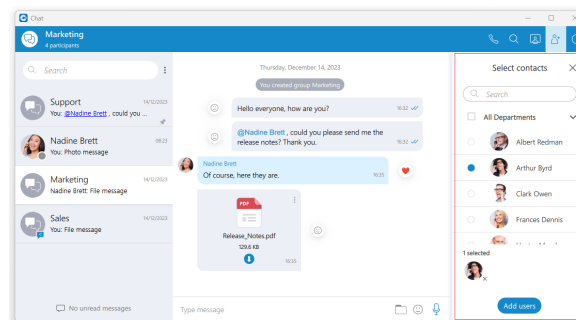 Chat
Marketing
4 participants
Search
Support
14/12/2023
You: @Nadine Brett , could you ...
Nadine Brett
08:25
You: Photo message
Marketing
14/12/2023
Nadine Brett: File message
Sales
14/12/2023
You: File message
No unread messages
Thursday, December 14, 2023
You created group Marketing
Hello everyone, how are you?
16:32
@Nadine Brett , could you please send me the
release notes? Thank you.
16:32
Nadine Brett
Of course, here they are.
16:35
PDF
Release_Notes.pdf
129.6 KB
16:35
Type message
Select contacts
Search
All Departments
Albert Redman
Arthur Byrd
Clark Owen
Frances Dennis
1 selected
Add users